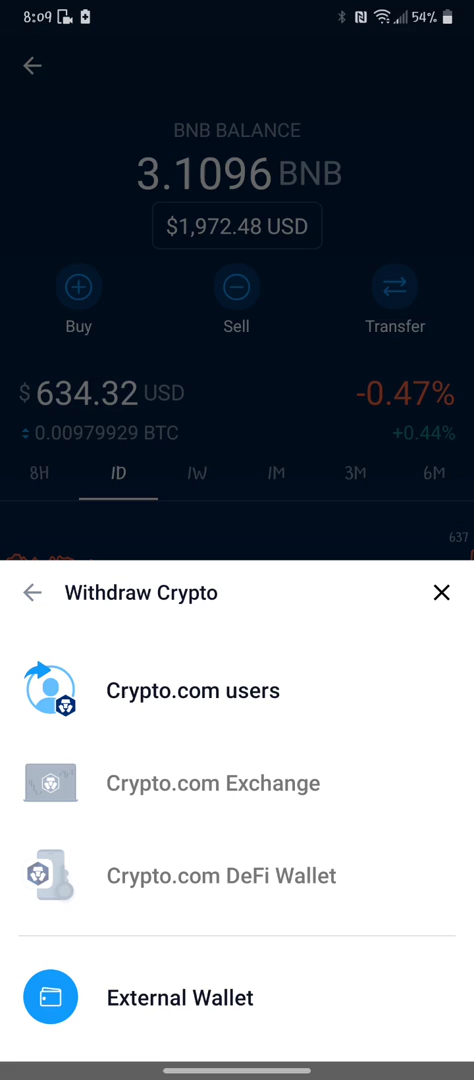 8:09 54%
BNB BALANCE
3.1096 BNB
$1,972.48 USD
Buy Sell Transfer
$ 634.32 USD -0.47%
0.00979929 BTC +0.44%
8H 1D 1W 1M 3M 6M
637
Withdraw Crypto
Crypto.com users
Crypto.com Exchange
Crypto.com DeFi Wallet
External Wallet